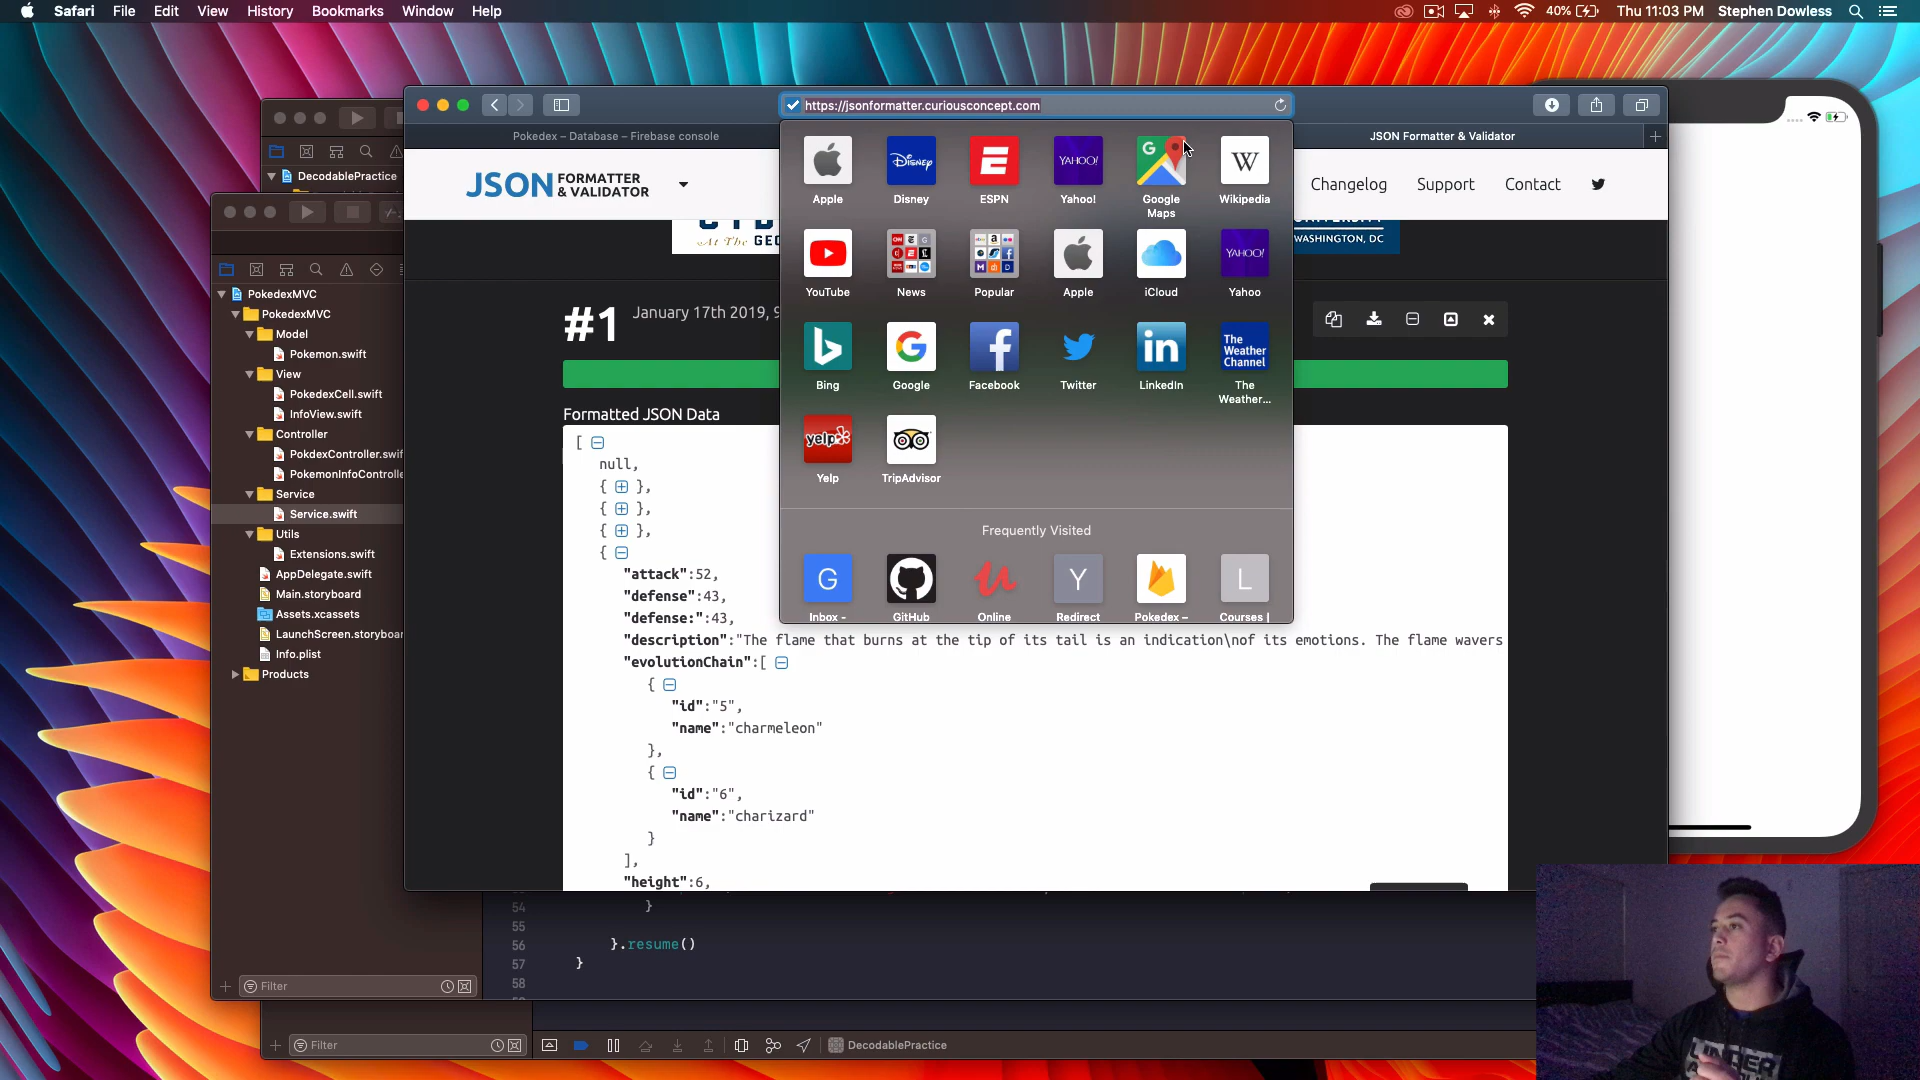 Safari File Edit View History Bookmarks Window Help
40% Thu 11:03 PM Stephen Dowless
https://jsonformatter.curiousconcept.com
Pokedex – Database – Firebase console
JSON Formatter & Validator
DecodablePractice
JSON FORMATTER & VALIDATOR
Changelog Support Contact
At The GEO
WASHINGTON, DC
Apple
Disney
ESPN
Yahoo!
Google Maps
Wikipedia
YouTube
News
Popular
Apple
iCloud
Yahoo
Bing
Google
Facebook
Twitter
LinkedIn
The Weather...
Yelp
TripAdvisor
Frequently Visited
Inbox -
GitHub
Online
Redirect
Pokedex –
Courses |
PokedexMVC
PokedexMVC
Model
Pokemon.swift
View
PokedexCell.swift
InfoView.swift
Controller
PokdexController.swif
PokemonInfoControlle
Service
Service.swift
Utils
Extensions.swift
AppDelegate.swift
Main.storyboard
Assets.xcassets
LaunchScreen.storyboar
Info.plist
Products
#1 January 17th 2019, 9
Formatted JSON Data
[
null,
{ },
{ },
{ },
{
"attack":52,
"defense":43,
"defense:":43,
"description":"The flame that burns at the tip of its tail is an indication\nof its emotions. The flame wavers
"evolutionChain":[
{
"id":"5",
"name":"charmeleon"
},
{
"id":"6",
"name":"charizard"
}
],
"height":6,
54 }
55
56 }.resume()
57 }
58
Filter
Filter
DecodablePractice
UNDER